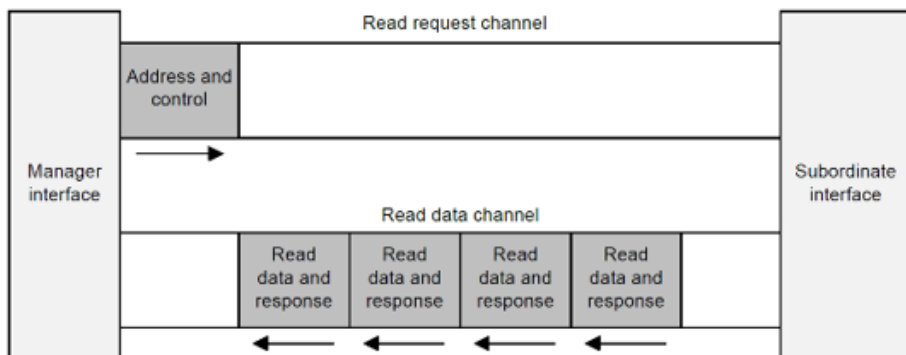 Read request channel
Address and
control
Manager
interface
Subordinate
interface
Read data channel
Read
data and
response
Read
data and
response
Read
data and
response
Read
data and
response